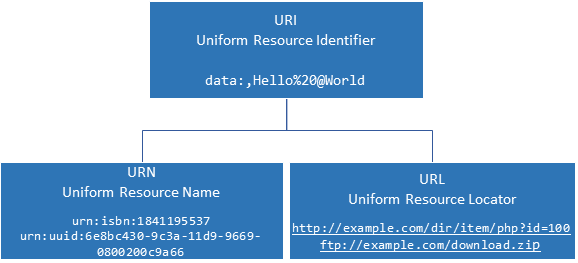 URI
Uniform Resource Identifier
data:,Hello%20@World
URN
Uniform Resource Name
urn:isbn:1841195537
urn:uuid:6e8bc430-9c3a-11d9-9669-
0800200c9a66
URL
Uniform Resource Locator
http://example.com/dir/item/php?id=100
ftp://example.com/download.zip